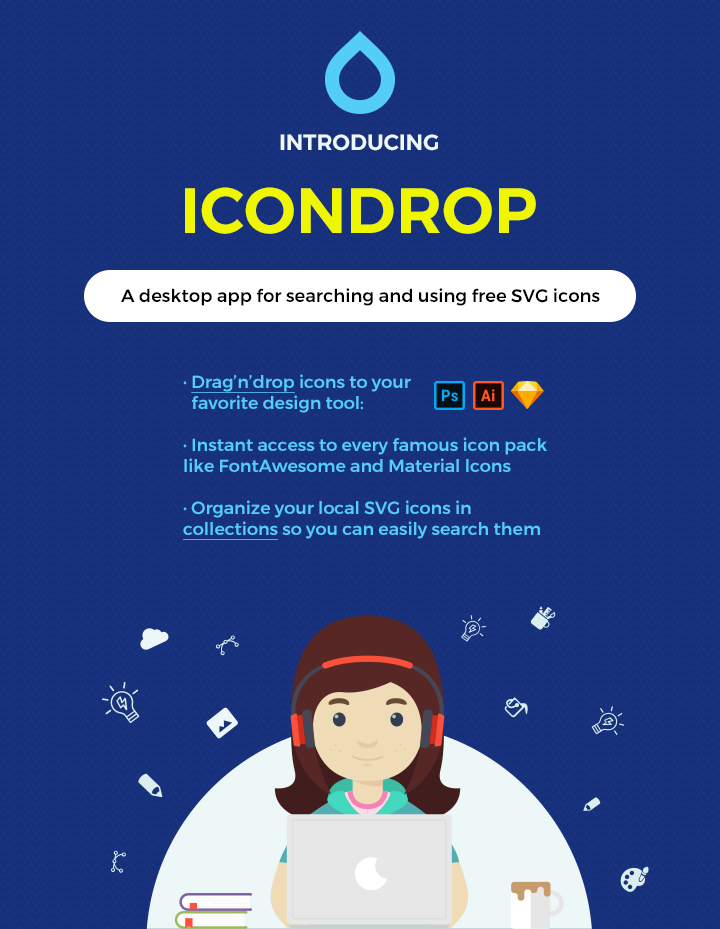 INTRODUCING
ICONDROP
A desktop app for searching and using free SVG icons
· Drag’n’drop icons to your
favorite design tool:
Ps Ai
· Instant access to every famous icon pack
like FontAwesome and Material Icons
· Organize your local SVG icons in
collections so you can easily search them